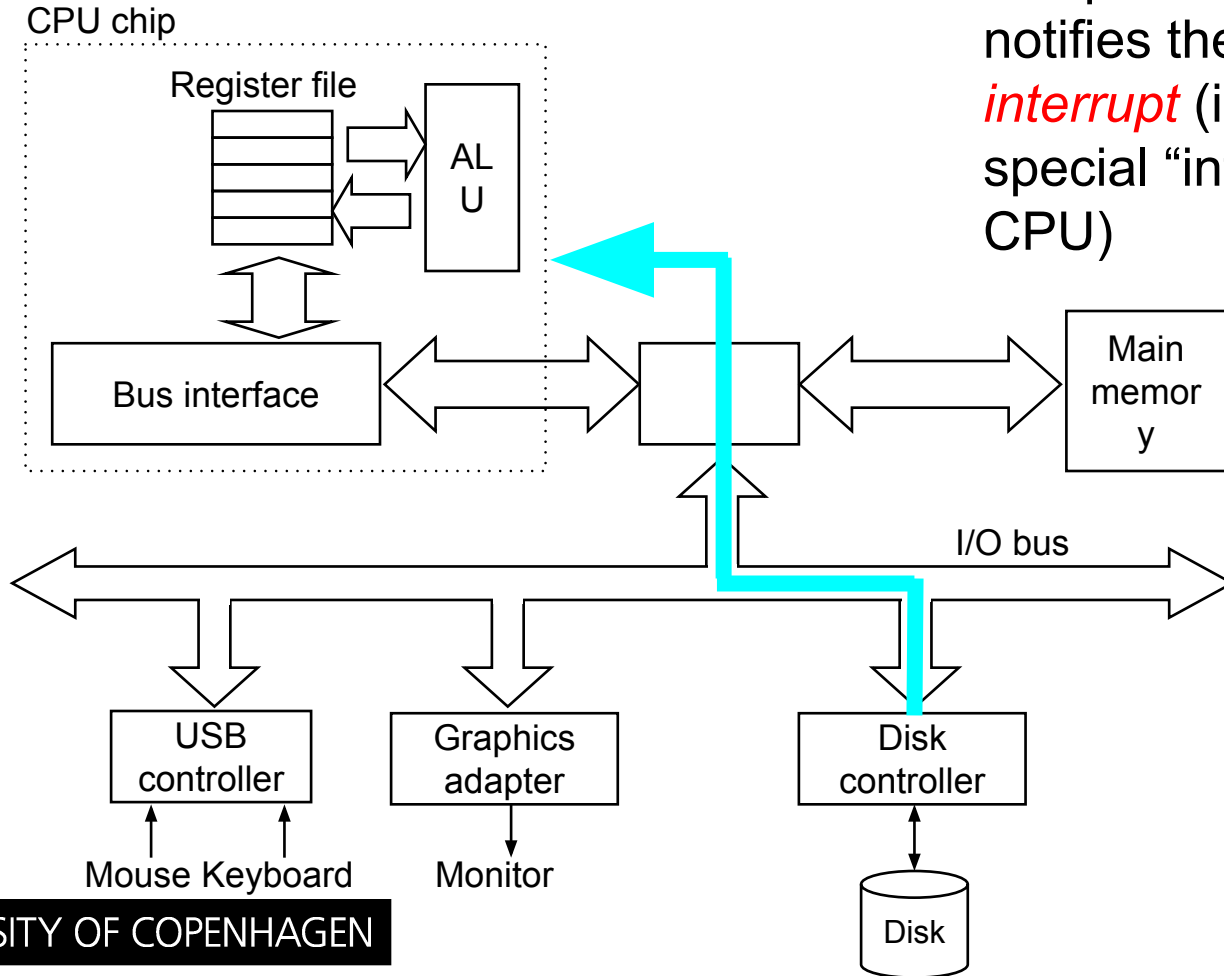 CPU chip
notifies the
interrupt (i
special “in
CPU)
Register file
AL
U
Bus interface
Main
memor
y
I/O bus
USB
controller
Graphics
adapter
Disk
controller
Mouse Keyboard
Monitor
Disk
SITY OF COPENHAGEN